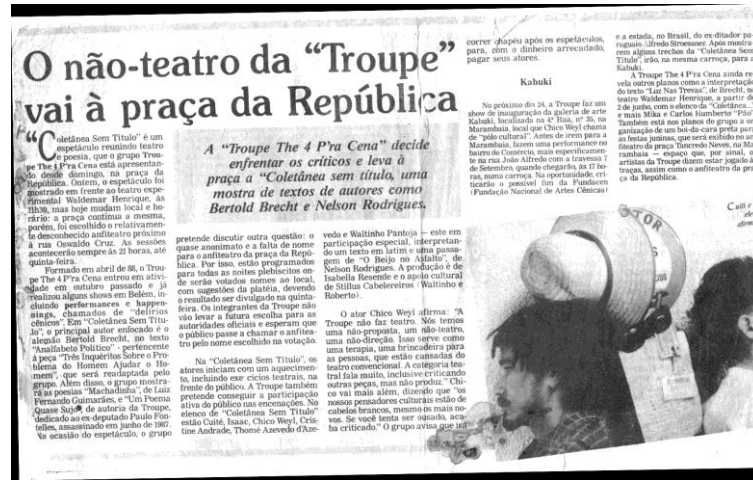 O não-teatro da “Troupe”
vai à praça da República
“Coletânea Sem Título” é um
espetáculo reunindo teatro
e poesia, que o grupo Trou-
pe The 4 P'ra Cena está apresentan-
do desde domingo, na praça da
República. Ontem, o espetáculo foi
mostrado em frente ao teatro expe-
rimental Waldemar Henrique, às
11h30, mas hoje mudam local e ho-
rário: a praça continua a mesma,
porém, foi escolhido o relativamen-
te desconhecido anfiteatro próximo
à rua Oswaldo Cruz. As sessões
acontecerão sempre às 21 horas, até
quinta-feira.
Formado em abril de 88, o Trou-
pe The 4 P'ra Cena entrou em ativi-
dade em outubro passado e já
realizou alguns shows em Belém, in-
cluindo performances e happen-
nings, chamados de “delírios
cênicos”. Em “Coletânea Sem Títu-
lo”, o principal autor enfocado é o
alemão Bertold Brecht, no texto
“Analfabeto Político” - pertencente
à peça “Três Inquéritos Sobre o Pro-
blema do Homem Ajudar o Ho-
mem”, que será readaptada pelo
grupo. Além disso, o grupo mostra-
rá as poesias “Machadinha”, de Luiz
Fernando Guimarães, e “Um Poema
Quase Sujo”, de autoria da Troupe,
dedicado ao ex-deputado Paulo Fon-
telles, assassinado em junho de 1987.
Na ocasião do espetáculo, o grupo
A “Troupe The 4 P'ra Cena” decide
enfrentar os críticos e leva à
praça a “Coletânea sem título, uma
mostra de textos de autores como
Bertold Brecht e Nelson Rodrigues.
pretende discutir outra questão: o
quase anonimato e a falta de nome
para o anfiteatro da praça da Repú-
blica. Por isso, estão programados
para todas as noites plebiscitos on-
de serão votados nomes ao local,
com sugestões da platéia, devendo
o resultado ser divulgado na quinta-
feira. Os integrantes da Troupe não
vão levar a futura escolha para as
autoridades oficiais e esperam que
o público passe a chamar o anfitea-
tro pelo nome escolhido na votação.
Na “Coletânea Sem Título”, os
atores iniciam com um aquecimen-
to, incluindo exercícios teatrais, na
frente do público. A Troupe também
pretende conseguir a participação
ativa do público nas encenações. No
elenco de “Coletânea Sem Título”
estão Cuité, Isaac, Chico Weyl, Cris-
tine Andrade, Thomé Azevedo d'Aze-
vedo e Waltinho Pantoja — este em
participação especial, interpretan-
do um texto em latim e uma passa-
gem de “O Beijo no Asfalto”, de
Nelson Rodrigues. A produção é de
Isabella Resende e o apoio cultural
de Stillus Cabelereiros (Waltinho e
Roberto).
O ator Chico Weyl afirma: “A
Troupe não faz teatro. Nós temos
uma não-proposta, um não-teatro,
uma não-direção. Isso serve como
uma terapia, uma brincadeira para
as pessoas, que estão cansadas do
teatro convencional. A categoria tea-
tral fala muito, inclusive criticando
outras peças, mas não produz.” Chi-
co vai mais além, dizendo que “os
nossos pensadores culturais estão de
cabelos brancos, mesmo os mais no-
vos. Se você tenta ser ousado, aca-
ba criticado.” O grupo avisa que irá
correr chapéu após os espetáculos,
para, com o dinheiro arrecadado,
pagar seus atores.
Kabuki
No próximo dia 24, a Troupe faz um
show de inauguração da galeria de arte
Kabuki, localizada na 4ª Rua, nº 35, na
Marambaia, local que Chico Weyl chama
de “pólo cultural”. Antes de irem para a
Marambaia, fazem uma performance no
bairro do Comércio, mais especificamen-
te na rua João Alfredo com a travessa 7
de Setembro, quando chegarão, às 17 ho-
ras, numa carroça. Na oportunidade, cri-
ticarão o possível fim da Fundacen
(Fundação Nacional de Artes Cênicas)
e a estada, no Brasil, do ex-ditador pa-
raguaio Alfredo Stroessner. Após mostra-
rem alguns trechos da “Coletânea Sem
Título”, irão, na mesma carroça, para a
Kabuki.
A Troupe The 4 P'ra Cena ainda re-
vela outros planos como a interpretação
do texto “Luz Nas Trevas”, de Brecht, no
teatro Waldemar Henrique, a partir de
2 de junho, com o elenco da “Coletânea...”
e mais Mika e Carlos Humberto “Pão”.
Também está nos planos do grupo a or-
ganização de um boi-da-cara preta para
as festas juninas, que será exibido no an-
fiteatro da praça Tancredo Neves, na Ma-
rambaia — espaço que, por sinal, os
artistas da Troupe dizem estar jogado às
traças, assim como o anfiteatro da pra-
ça da República.